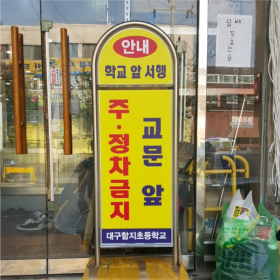 안내
학교 앞 서행
교문 앞
주·정차금지
대구함지초등학교